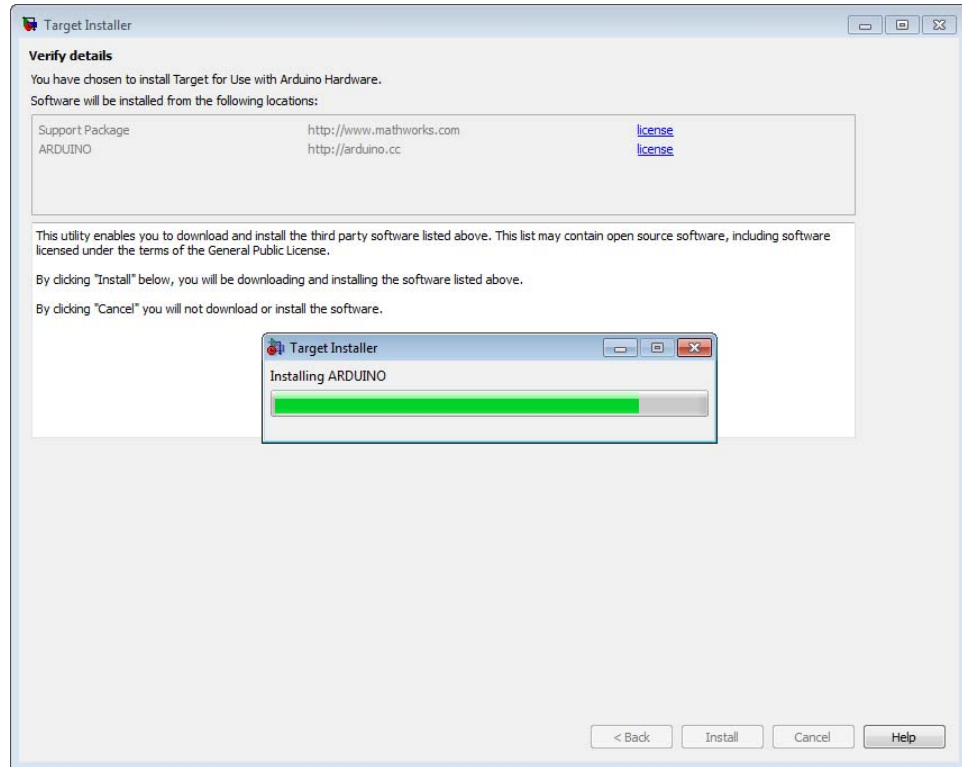 Target Installer
Verify details
You have chosen to install Target for Use with Arduino Hardware.
Software will be installed from the following locations:
Support Package http://www.mathworks.com license
ARDUINO http://arduino.cc license
This utility enables you to download and install the third party software listed above. This list may contain open source software, including software
licensed under the terms of the General Public License.
By clicking "Install" below, you will be downloading and installing the software listed above.
By clicking "Cancel" you will not download or install the software.
Target Installer
Installing ARDUINO
< Back Install Cancel Help